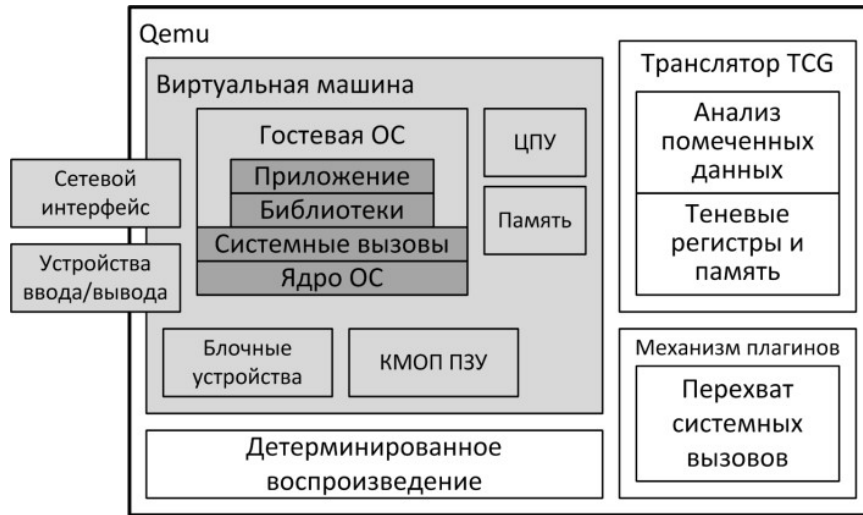 Qemu
Виртуальная машина
Гостевая ОС
Приложение
Библиотеки
Системные вызовы
Ядро ОС
ЦПУ
Память
Сетевой
интерфейс
Устройства
ввода/вывода
Блочные
устройства
КМОП ПЗУ
Детерминированное
воспроизведение
Транслятор TCG
Анализ
помеченных
данных
Теневые
регистры и
память
Механизм плагинов
Перехват
системных
вызовов